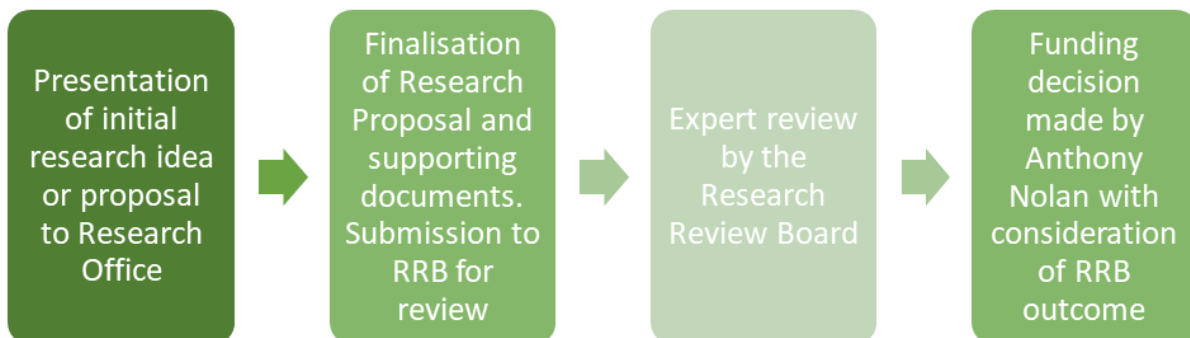 Presentation
of initial
research idea
or proposal
to Research
Office
Finalisation
of Research
Proposal and
supporting
documents.
Submission to
RRB for
review
Expert review
by the
Research
Review Board
Funding
decision
made by
Anthony
Nolan with
consideration
of RRB
outcome